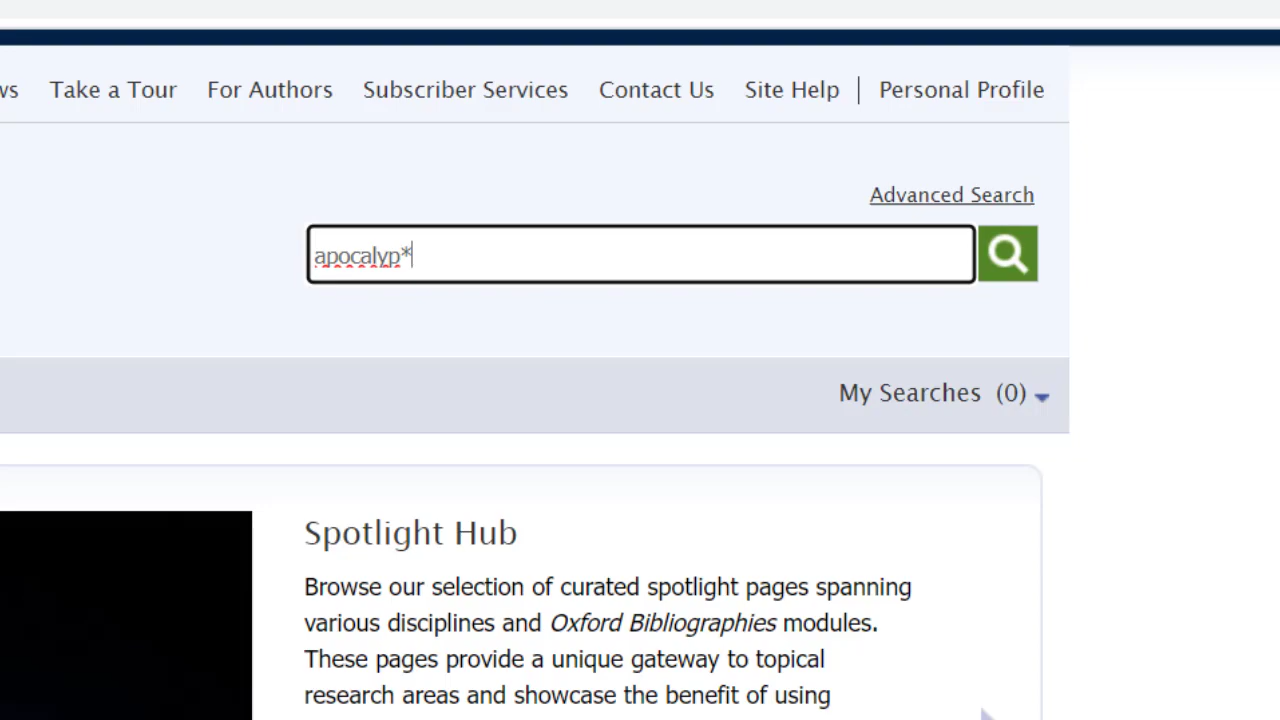 ws Take a Tour For Authors Subscriber Services Contact Us Site Help | Personal Profile
Advanced Search
apocalyp*
My Searches (0)
Spotlight Hub
Browse our selection of curated spotlight pages spanning
various disciplines and Oxford Bibliographies modules.
These pages provide a unique gateway to topical
research areas and showcase the benefit of using